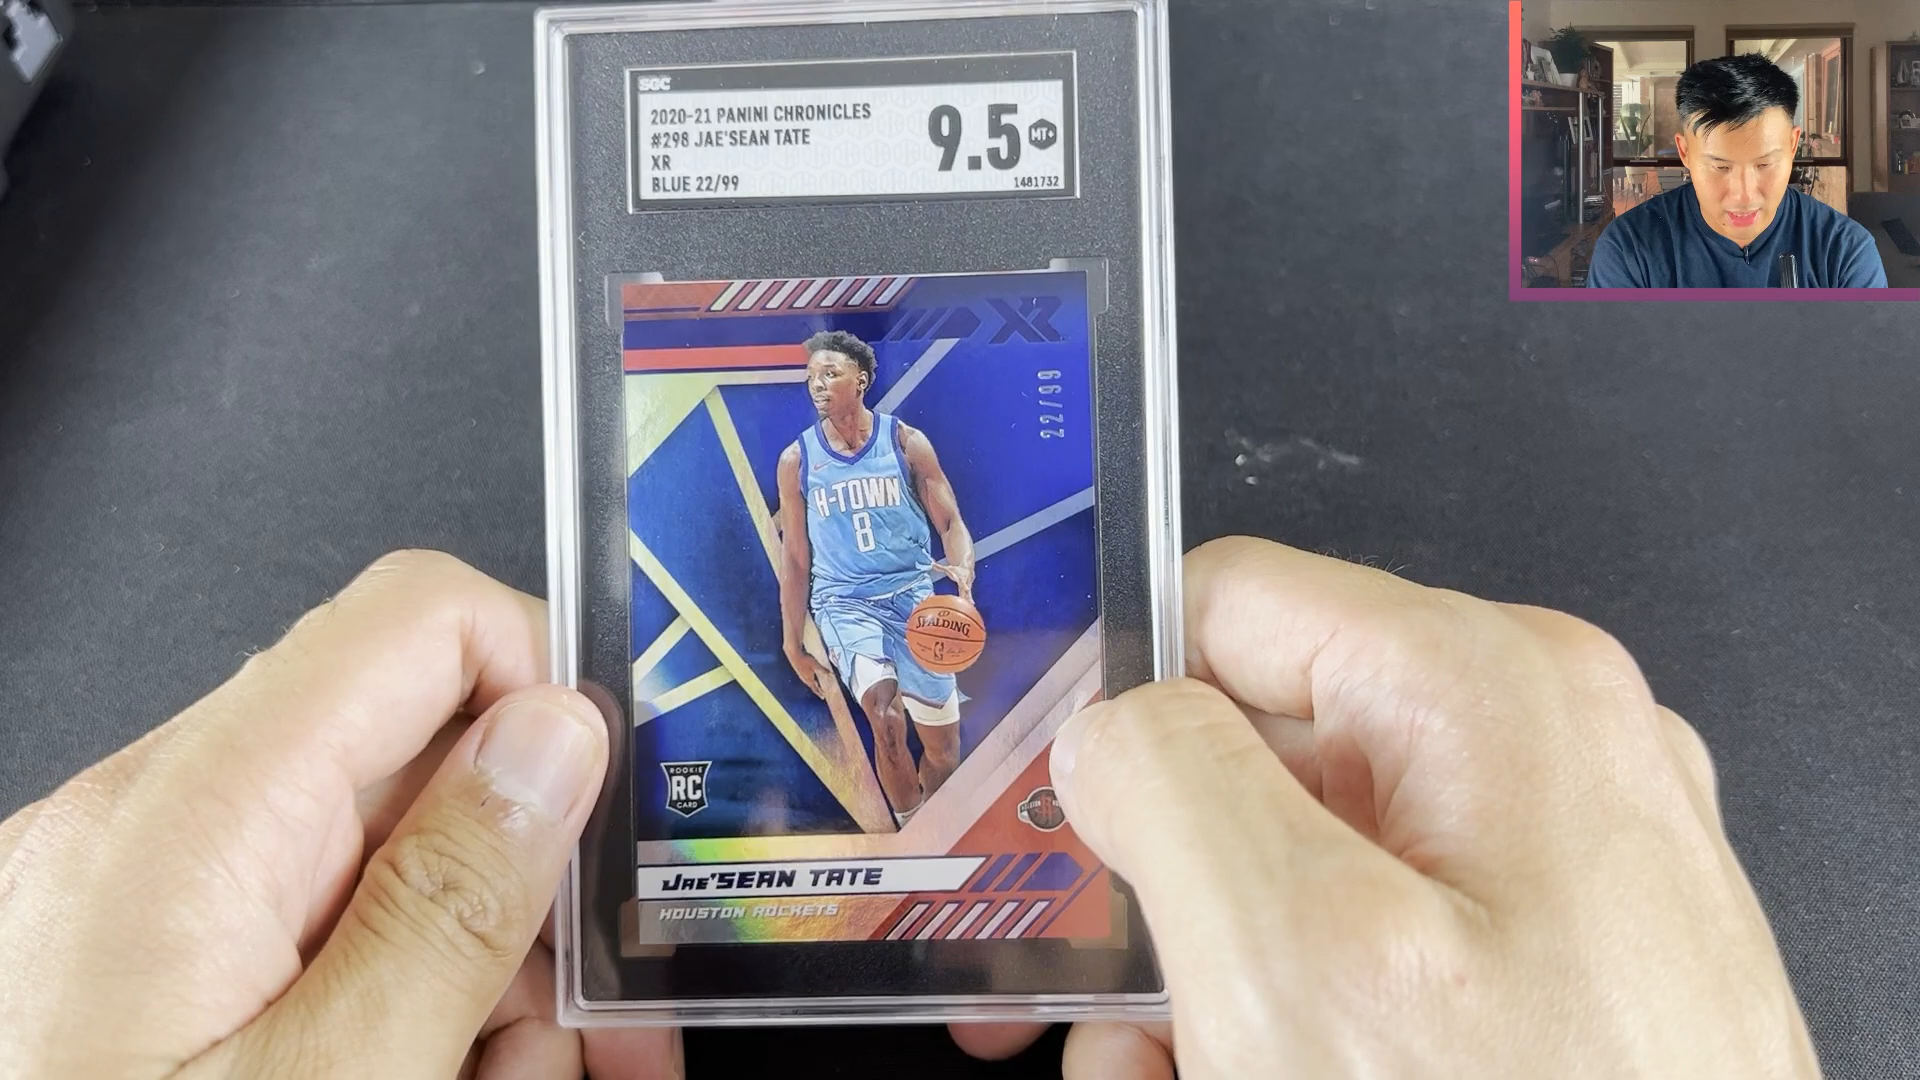 SGC
2020-21 PANINI CHRONICLES
#298 JAE'SEAN TATE
XR
BLUE 22/99
9.5 MT+
1481732
XR
22/99
H-TOWN
8
SPALDING
ROOKIE
RC
CARD
JAE'SEAN TATE
HOUSTON ROCKETS